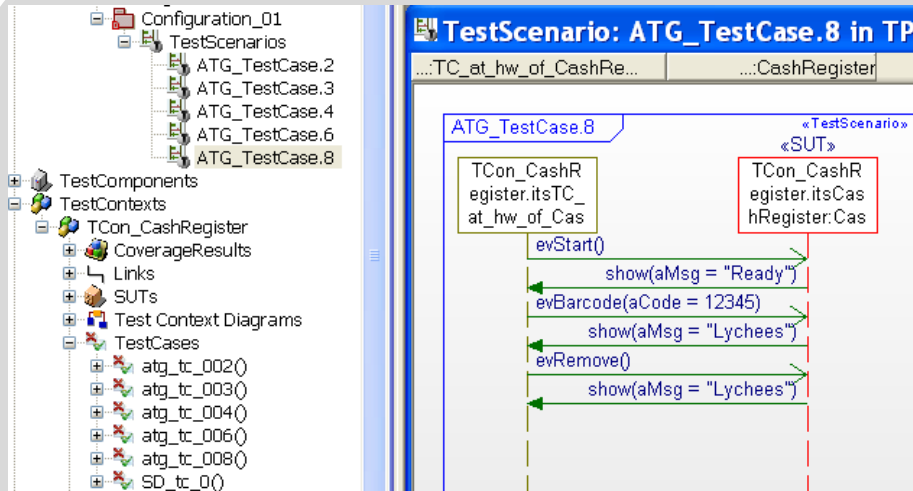 Configuration_01
TestScenarios
ATG_TestCase.2
ATG_TestCase.3
ATG_TestCase.4
ATG_TestCase.6
ATG_TestCase.8
TestComponents
TestContexts
TCon_CashRegister
CoverageResults
Links
SUTs
Test Context Diagrams
TestCases
atg_tc_002()
atg_tc_003()
atg_tc_004()
atg_tc_006()
atg_tc_008()
SD_tc_0()
TestScenario: ATG_TestCase.8 in TP
...:TC_at_hw_of_CashRe...
...:CashRegister
ATG_TestCase.8
«TestScenario»
«SUT»
TCon_CashR
egister.itsTC_
at_hw_of_Cas
TCon_CashR
egister.itsCas
hRegister:Cas
evStart()
show(aMsg = "Ready")
evBarcode(aCode = 12345)
show(aMsg = "Lychees")
evRemove()
show(aMsg = "Lychees")